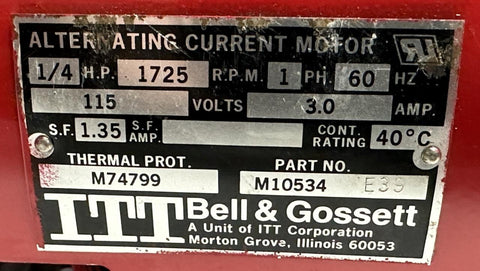 ALTERNATING CURRENT MOTOR
1/4 H.P. 1725 R.P.M. 1 PH. 60 HZ
115 VOLTS 3.0 AMP.
S.F. 1.35 S.F. AMP. CONT. RATING 40°C
THERMAL PROT. PART NO.
M74799 M10534 E39
ITT Bell & Gossett
A Unit of ITT Corporation
Morton Grove, Illinois 60053